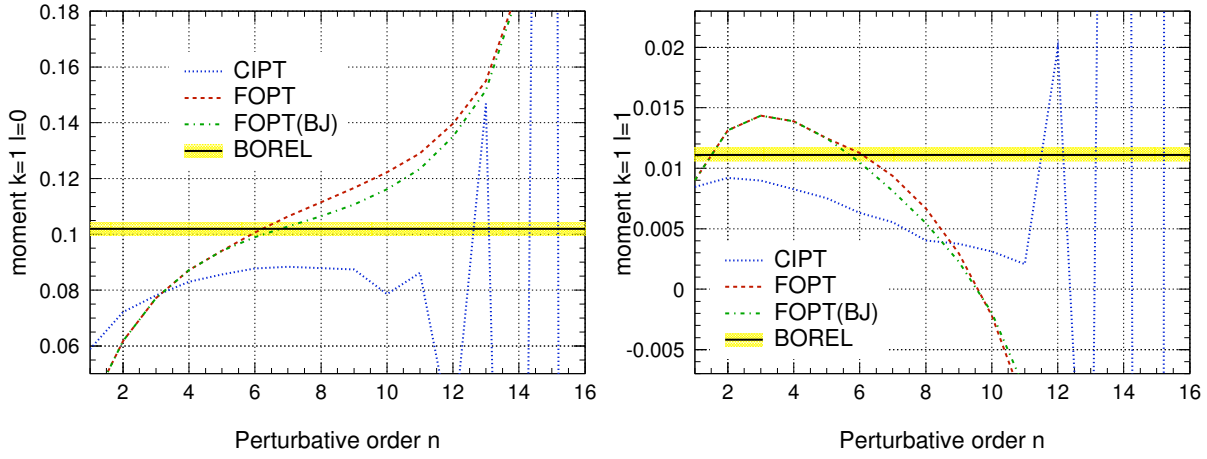 0.18
0.16
0.14
0.12
0.1
0.08
0.06
moment k=1 l=0
CIPT
FOPT
FOPT(BJ)
BOREL
2 4 6 8 10 12 14 16
Perturbative order n
0.02
0.015
0.01
0.005
0
-0.005
moment k=1 l=1
CIPT
FOPT
FOPT(BJ)
BOREL
2 4 6 8 10 12 14 16
Perturbative order n